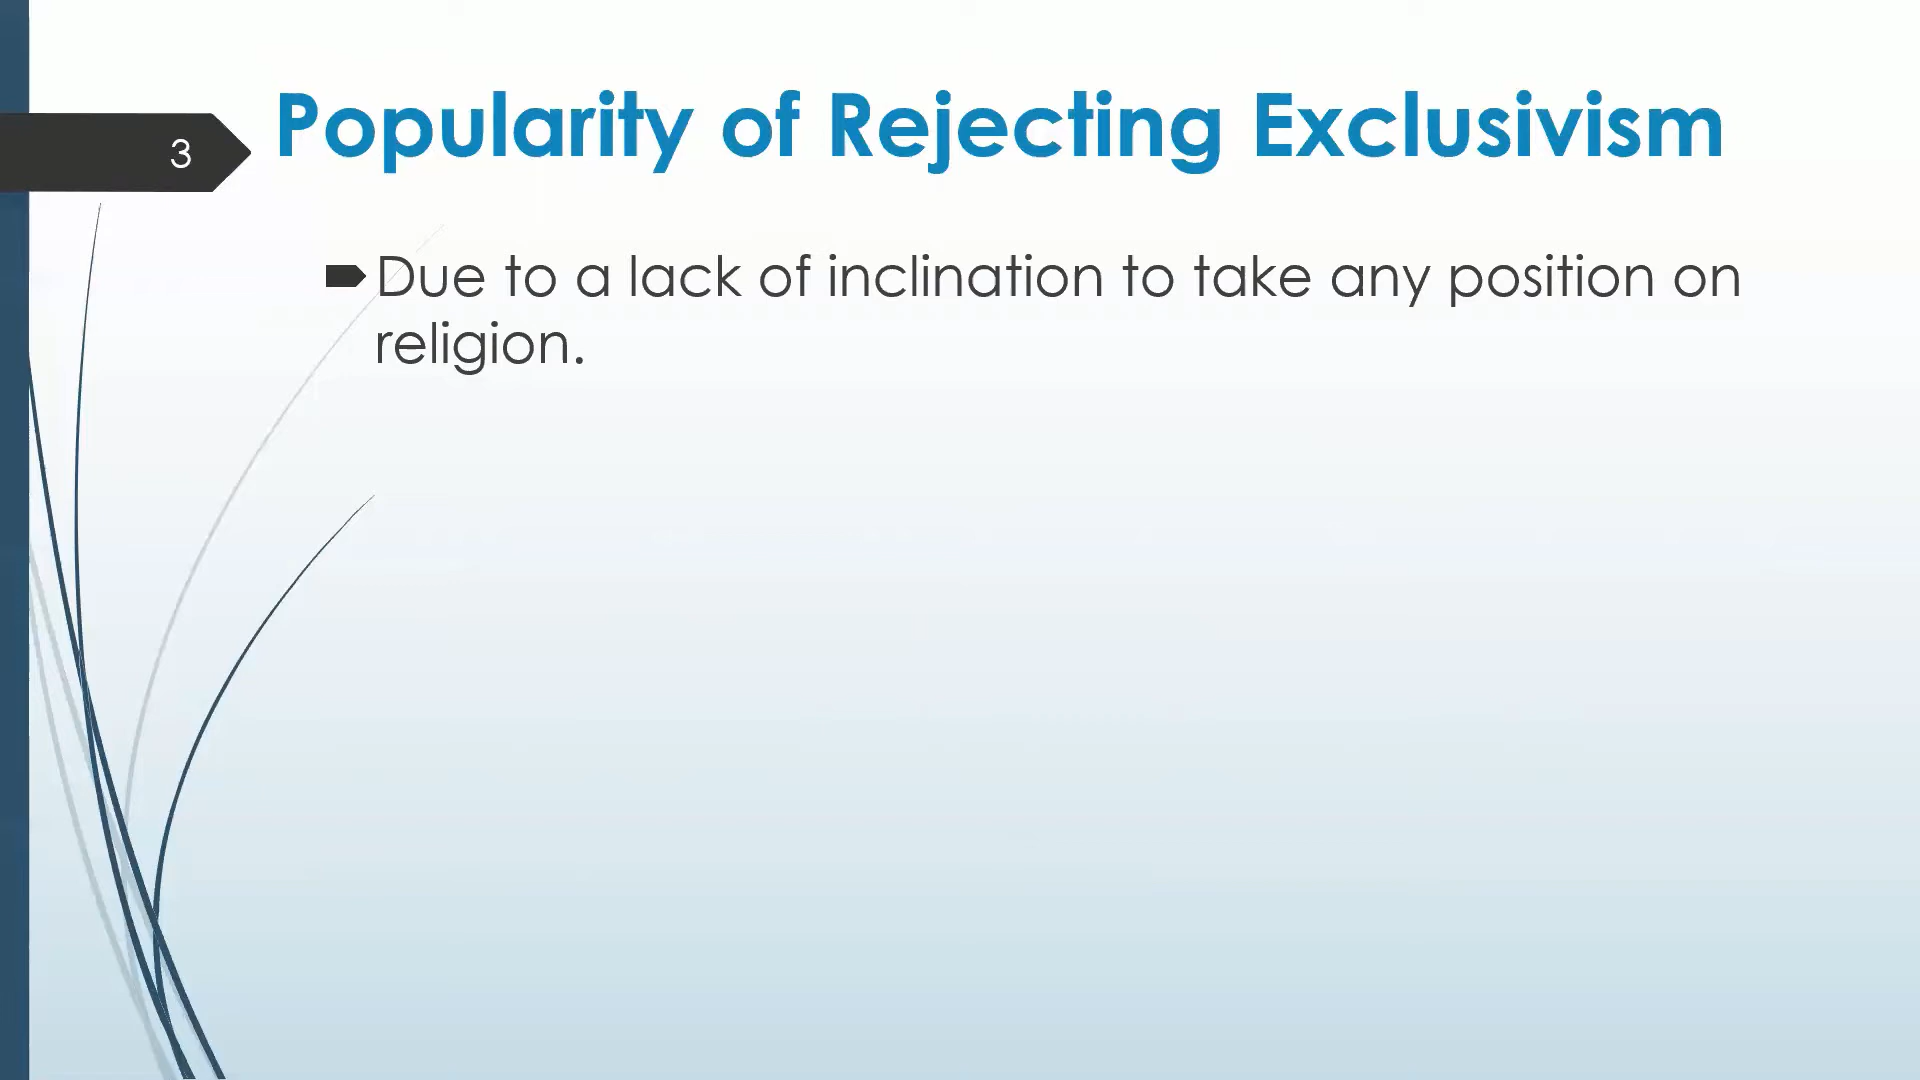 3
Popularity of Rejecting Exclusivism
Due to a lack of inclination to take any position on
religion.